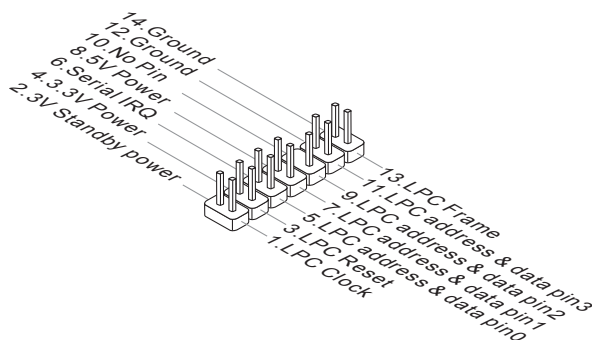 14.Ground
12.Ground
10.No Pin
8.5V Power
6.Serial IRQ
4.3.3V Power
2.3V Standby power
13.LPC Frame
11.LPC address & data pin3
9.LPC address & data pin2
7.LPC address & data pin1
5.LPC address & data pin0
3.LPC Reset
1.LPC Clock